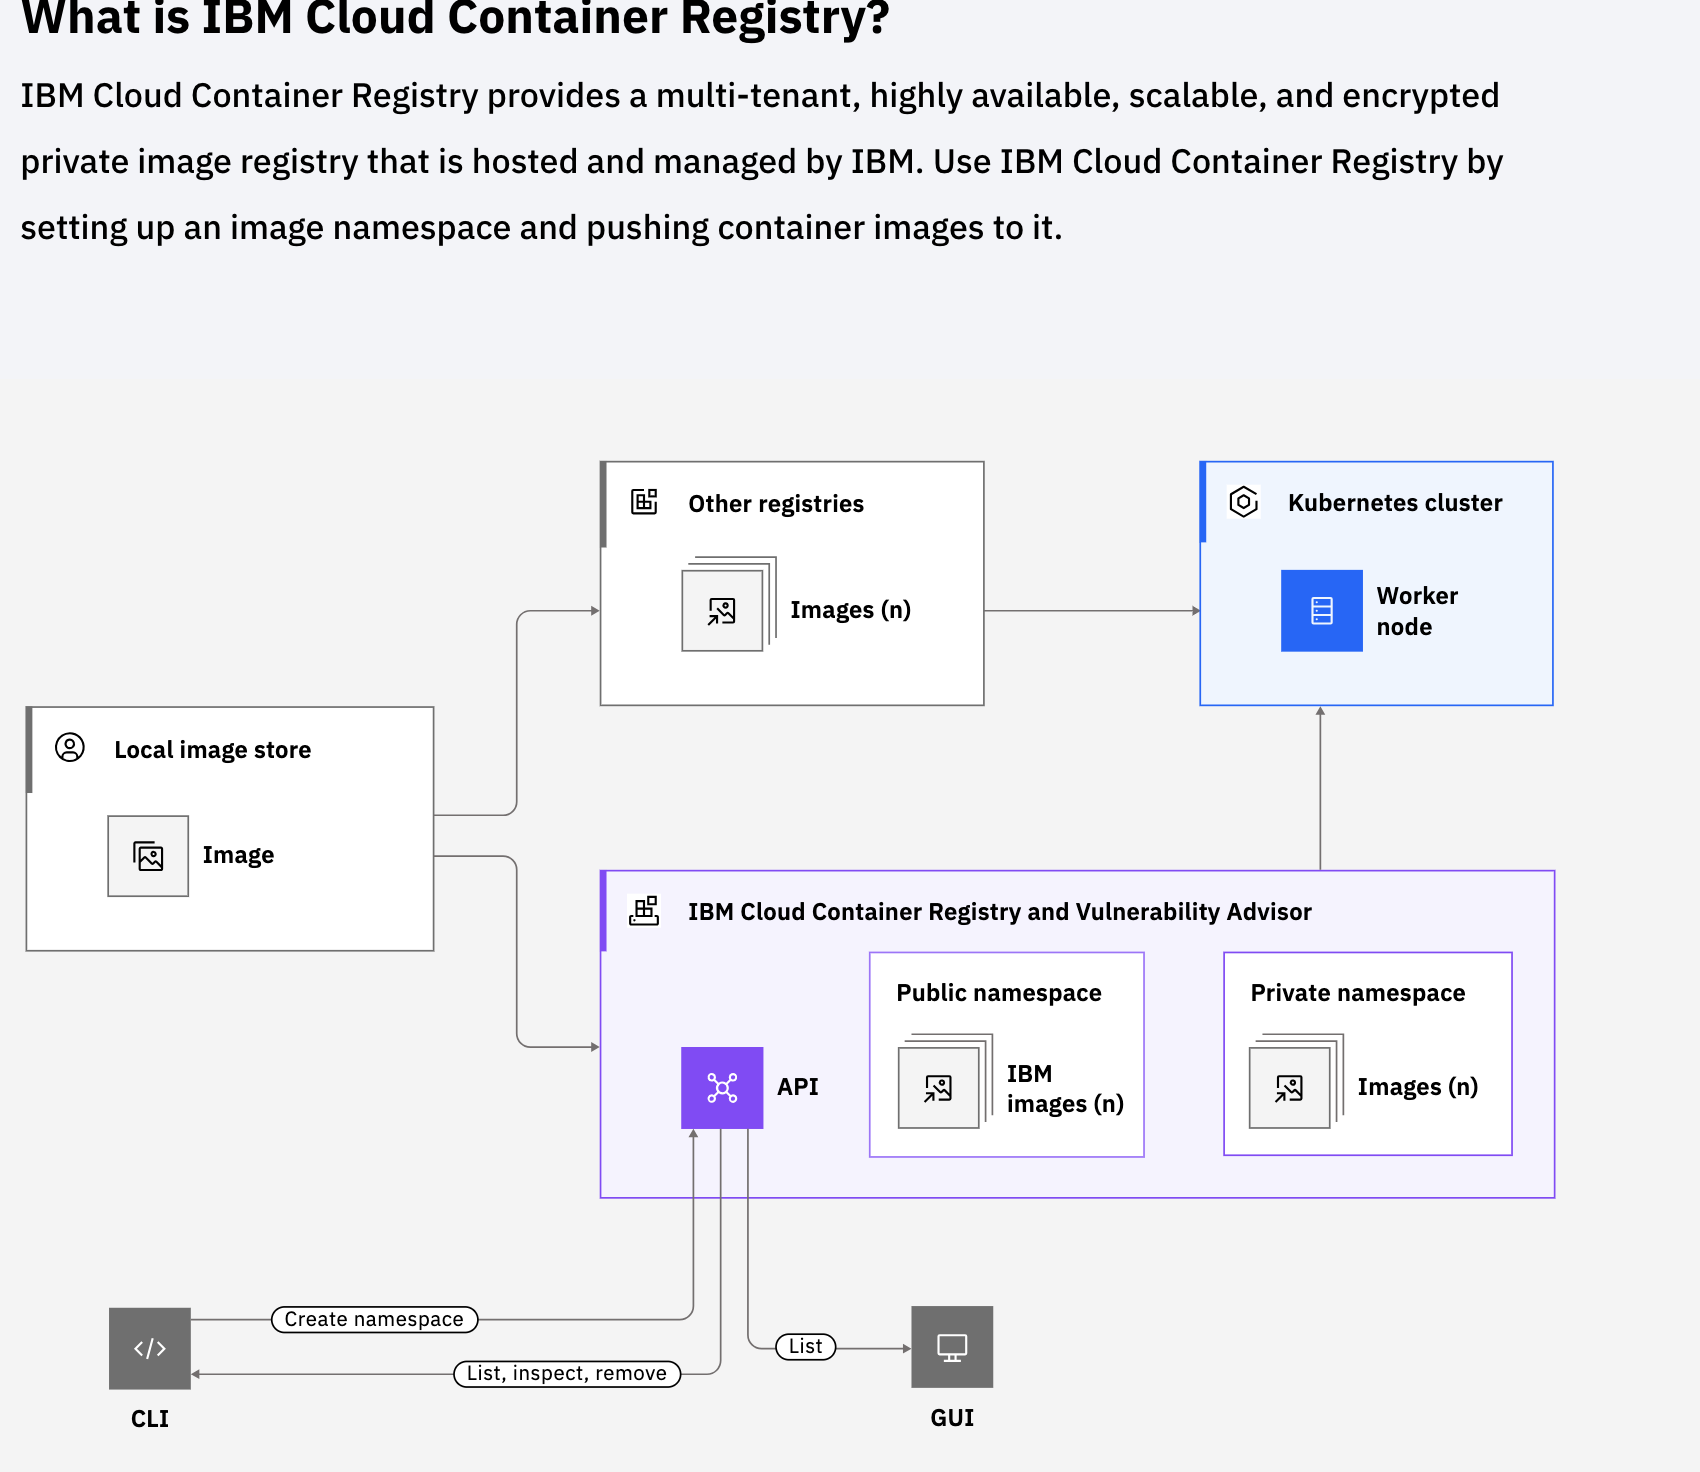 What is IBM Cloud Container Registry?
IBM Cloud Container Registry provides a multi-tenant, highly available, scalable, and encrypted
private image registry that is hosted and managed by IBM. Use IBM Cloud Container Registry by
setting up an image namespace and pushing container images to it.
Other registries
Images (n)
Kubernetes cluster
Worker
node
Local image store
Image
IBM Cloud Container Registry and Vulnerability Advisor
API
Public namespace
IBM
images (n)
Private namespace
Images (n)
Create namespace
List, inspect, remove
List
CLI
GUI